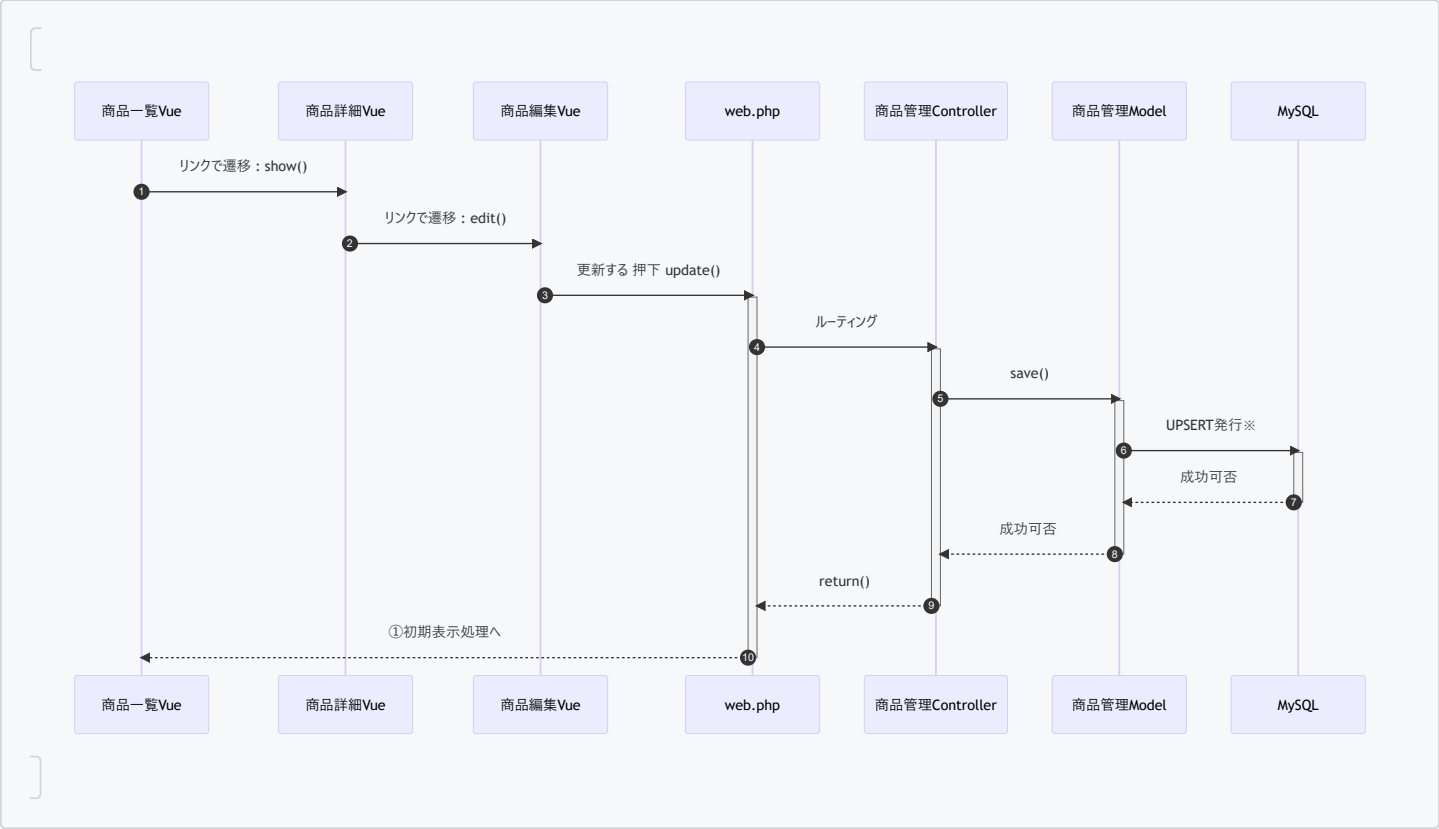 商品一覧Vue
商品詳細Vue
商品編集Vue
web.php
商品管理Controller
商品管理Model
MySQL
リンクで遷移：show()
1
リンクで遷移：edit()
2
更新する 押下 update()
3
ルーティング
4
save()
5
UPSERT発行※
6
成功可否
7
成功可否
8
return()
9
①初期表示処理へ
10
商品一覧Vue
商品詳細Vue
商品編集Vue
web.php
商品管理Controller
商品管理Model
MySQL